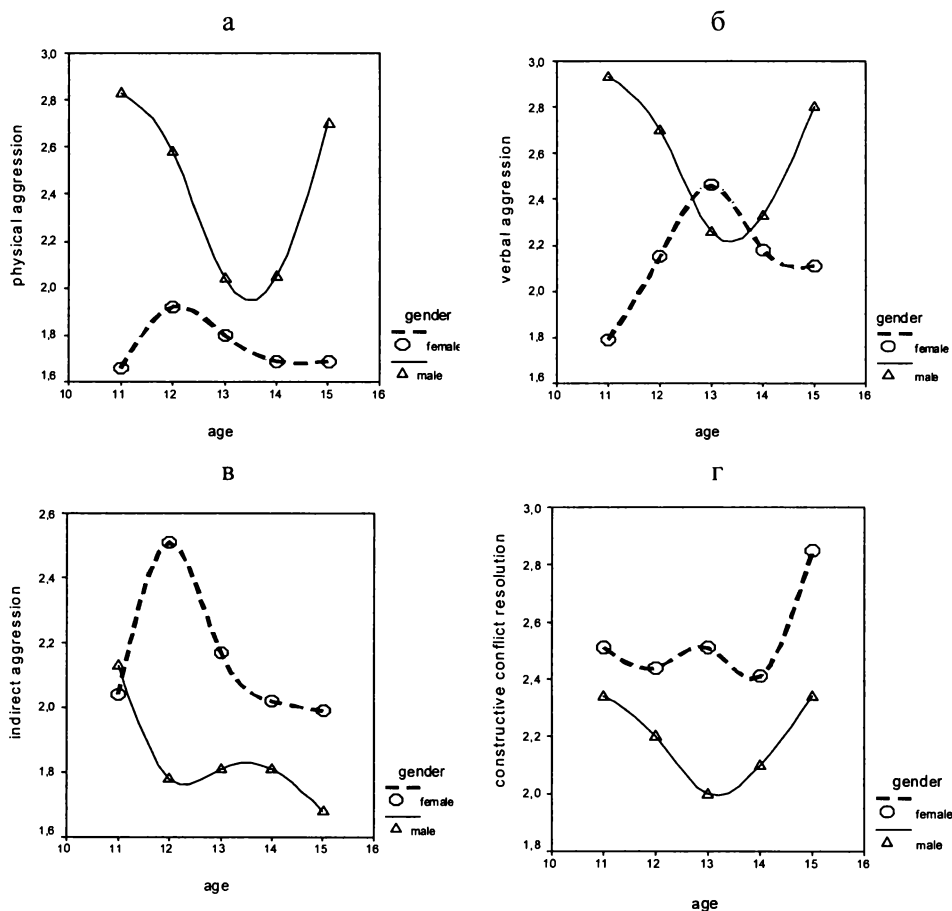 а
3,0
2,8
2,6
2,4
2,2
2,0
1,8
1,6
physical aggression
10 11 12 13 14 15 16
age
gender
female
male
б
3,0
2,8
2,6
2,4
2,2
2,0
1,8
1,6
verbal aggression
10 11 12 13 14 15 16
age
gender
female
male
в
2,6
2,4
2,2
2,0
1,8
1,6
indirect aggression
10 11 12 13 14 15 16
age
gender
female
male
г
3,0
2,8
2,6
2,4
2,2
2,0
1,8
constructive conflict resolution
10 11 12 13 14 15 16
age
gender
female
male